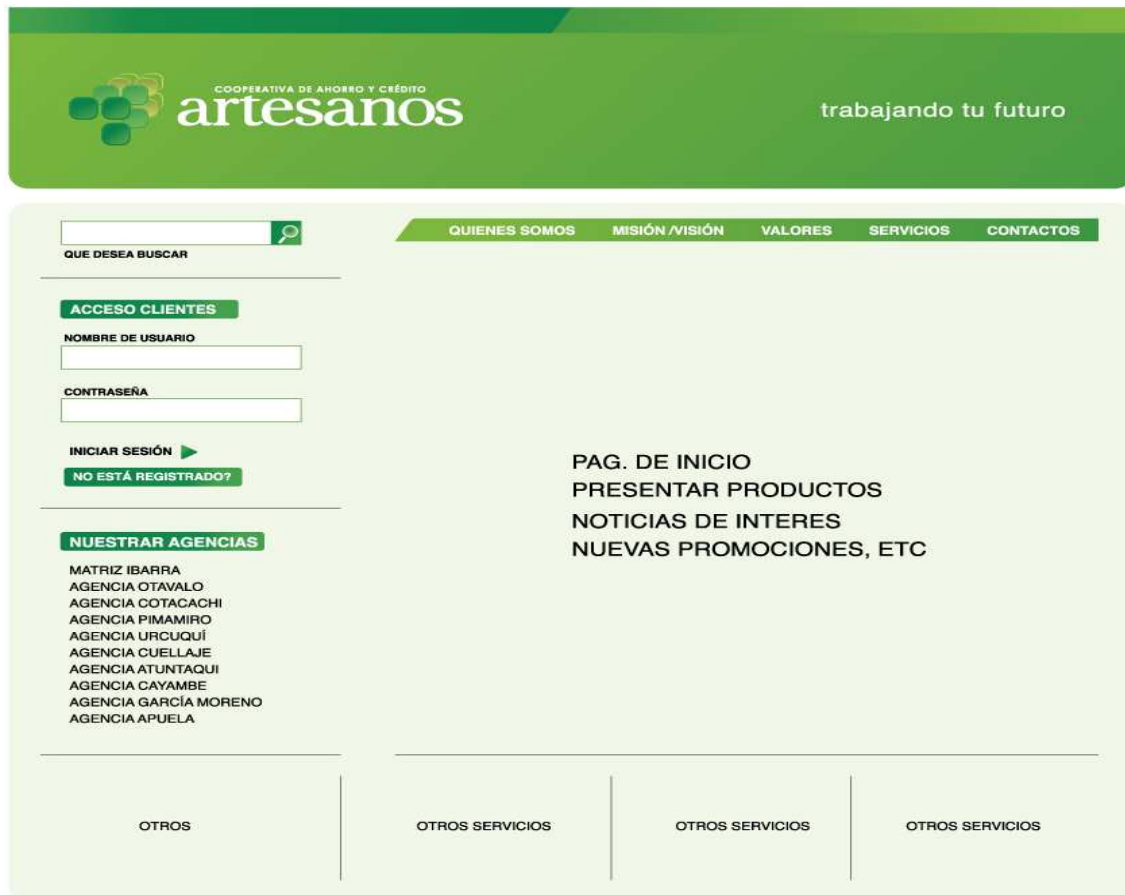 COOPERATIVA DE AHORRO Y CRÉDITO
artesanos
trabajando tu futuro
QUE DESEA BUSCAR
QUIENES SOMOS MISIÓN /VISIÓN VALORES SERVICIOS CONTACTOS
ACCESO CLIENTES
NOMBRE DE USUARIO
CONTRASEÑA
INICIAR SESIÓN
NO ESTÁ REGISTRADO?
NUESTRAR AGENCIAS
MATRIZ IBARRA
AGENCIA OTAVALO
AGENCIA COTACACHI
AGENCIA PIMAMIRO
AGENCIA URCUQUÍ
AGENCIA CUELLAJE
AGENCIA ATUNTAQUI
AGENCIA CAYAMBE
AGENCIA GARCÍA MORENO
AGENCIA APUELA
PAG. DE INICIO
PRESENTAR PRODUCTOS
NOTICIAS DE INTERES
NUEVAS PROMOCIONES, ETC
OTROS OTROS SERVICIOS OTROS SERVICIOS OTROS SERVICIOS